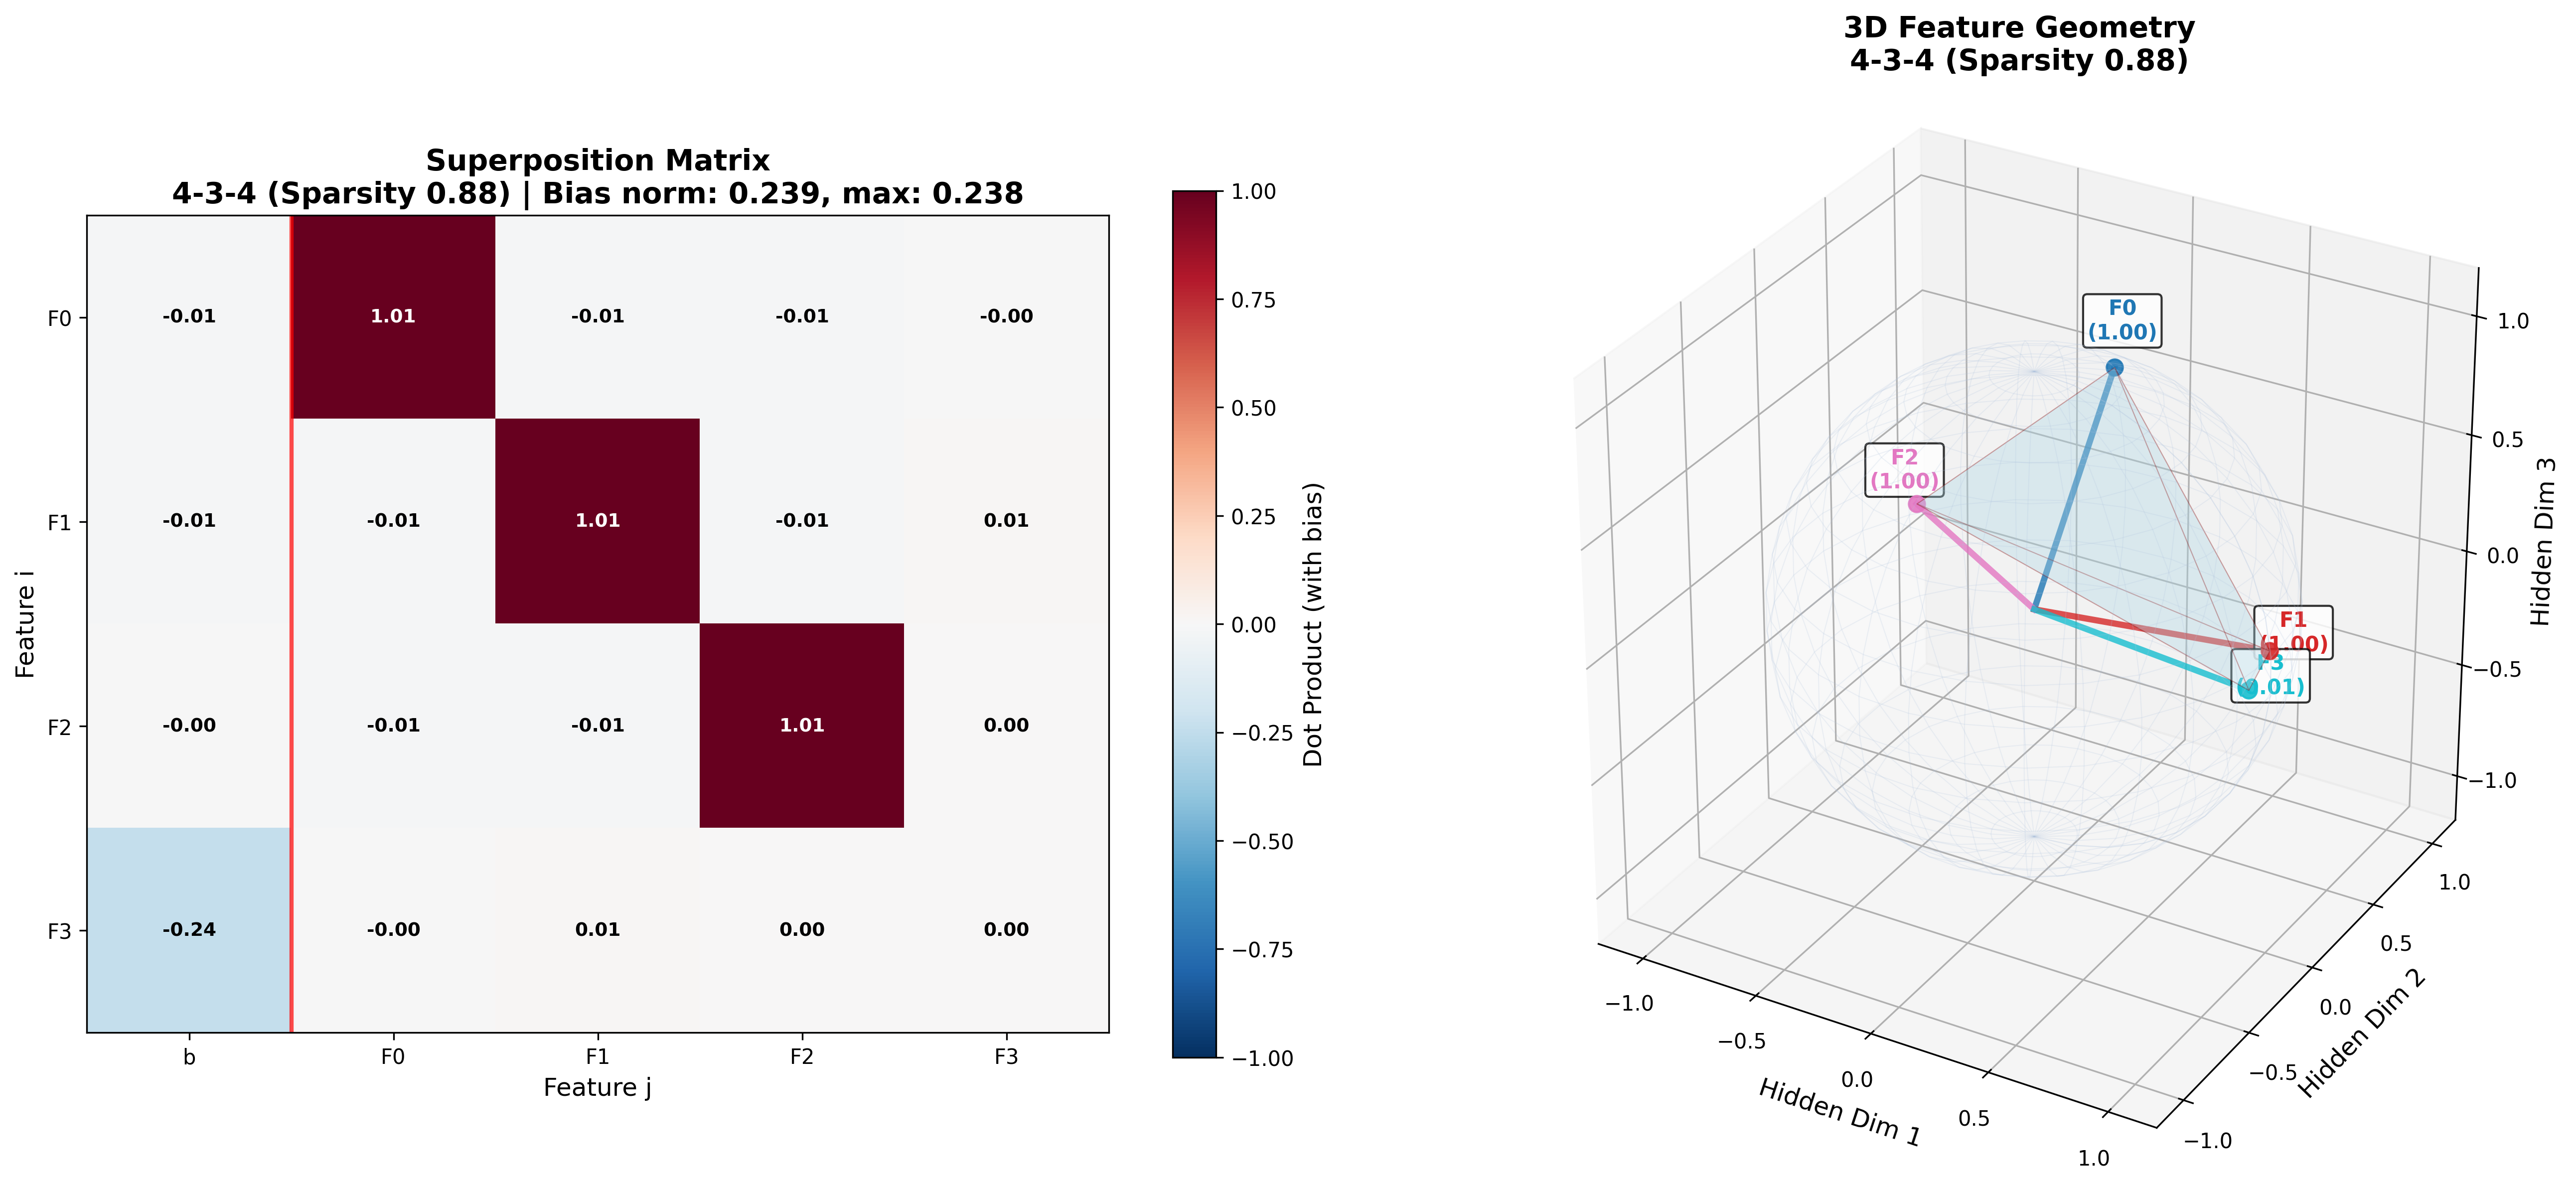 Superposition Matrix
4-3-4 (Sparsity 0.88) | Bias norm: 0.239, max: 0.238
F0
-0.01
1.01
-0.01
-0.01
-0.00
F1
-0.01
-0.01
1.01
-0.01
0.01
F2
-0.00
-0.01
-0.01
1.01
0.00
F3
-0.24
-0.00
0.01
0.00
0.00
b
F0
F1
F2
F3
Feature j
Feature i
1.00
0.75
0.50
0.25
0.00
−0.25
−0.50
−0.75
−1.00
Dot Product (with bias)
3D Feature Geometry
4-3-4 (Sparsity 0.88)
F0
(1.00)
F2
(1.00)
F1
(1.00)
F3
(0.01)
1.0
0.5
0.0
−0.5
−1.0
Hidden Dim 3
−1.0
−0.5
0.0
0.5
1.0
Hidden Dim 1
1.0
0.5
0.0
−0.5
−1.0
Hidden Dim 2